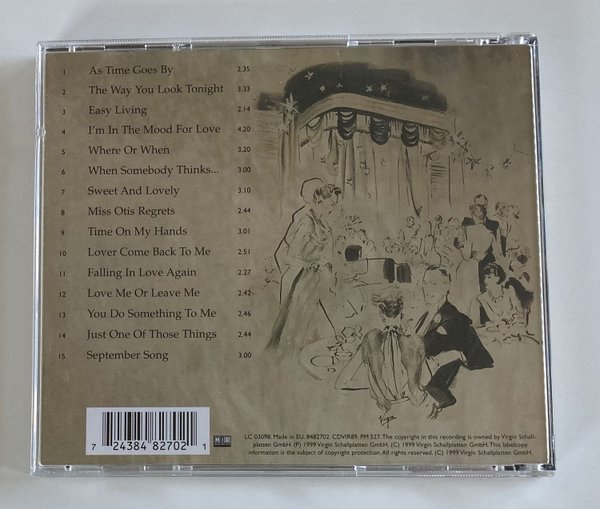 1 As Time Goes By 2.35
2 The Way You Look Tonight 3.33
3 Easy Living 2.14
4 I'm In The Mood For Love 4.20
5 Where Or When 3.20
6 When Somebody Thinks... 3.00
7 Sweet And Lovely 3.10
8 Miss Otis Regrets 2.44
9 Time On My Hands 3.01
10 Lover Come Back To Me 2.51
11 Falling In Love Again 2.27
12 Love Me Or Leave Me 2.42
13 You Do Something To Me 2.46
14 Just One Of Those Things 2.44
15 September Song 3.00
7 24384 82702 1
LC 03098. Made in EU. 8482702. CDVIR89. PM 527. The copyright in this recording is owned by Virgin Schall-
platten GmbH. (P) 1999 Virgin Schallplatten GmbH. (C) 1999 Virgin Schallplatten GmbH. This labelcopy
information is the subject of copyright protection. All rights reserved. (C) 1999 Virgin Schallplatten GmbH.